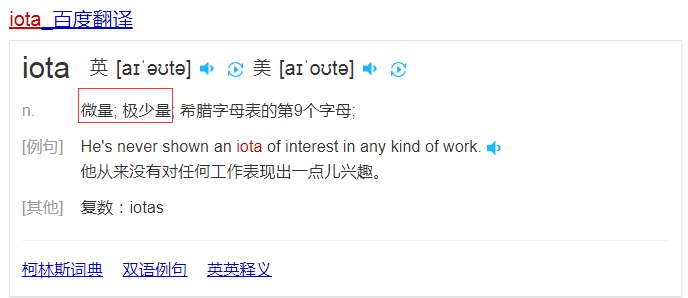 iota_百度翻译
iota 英 [aɪˈəʊtə] 美 [aɪˈoʊtə]
n. 微量; 极少量; 希腊字母表的第9个字母;
[例句] He's never shown an iota of interest in any kind of work.
他从来没有对任何工作表现出一点儿兴趣。
[其他] 复数：iotas
柯林斯词典 双语例句 英英释义